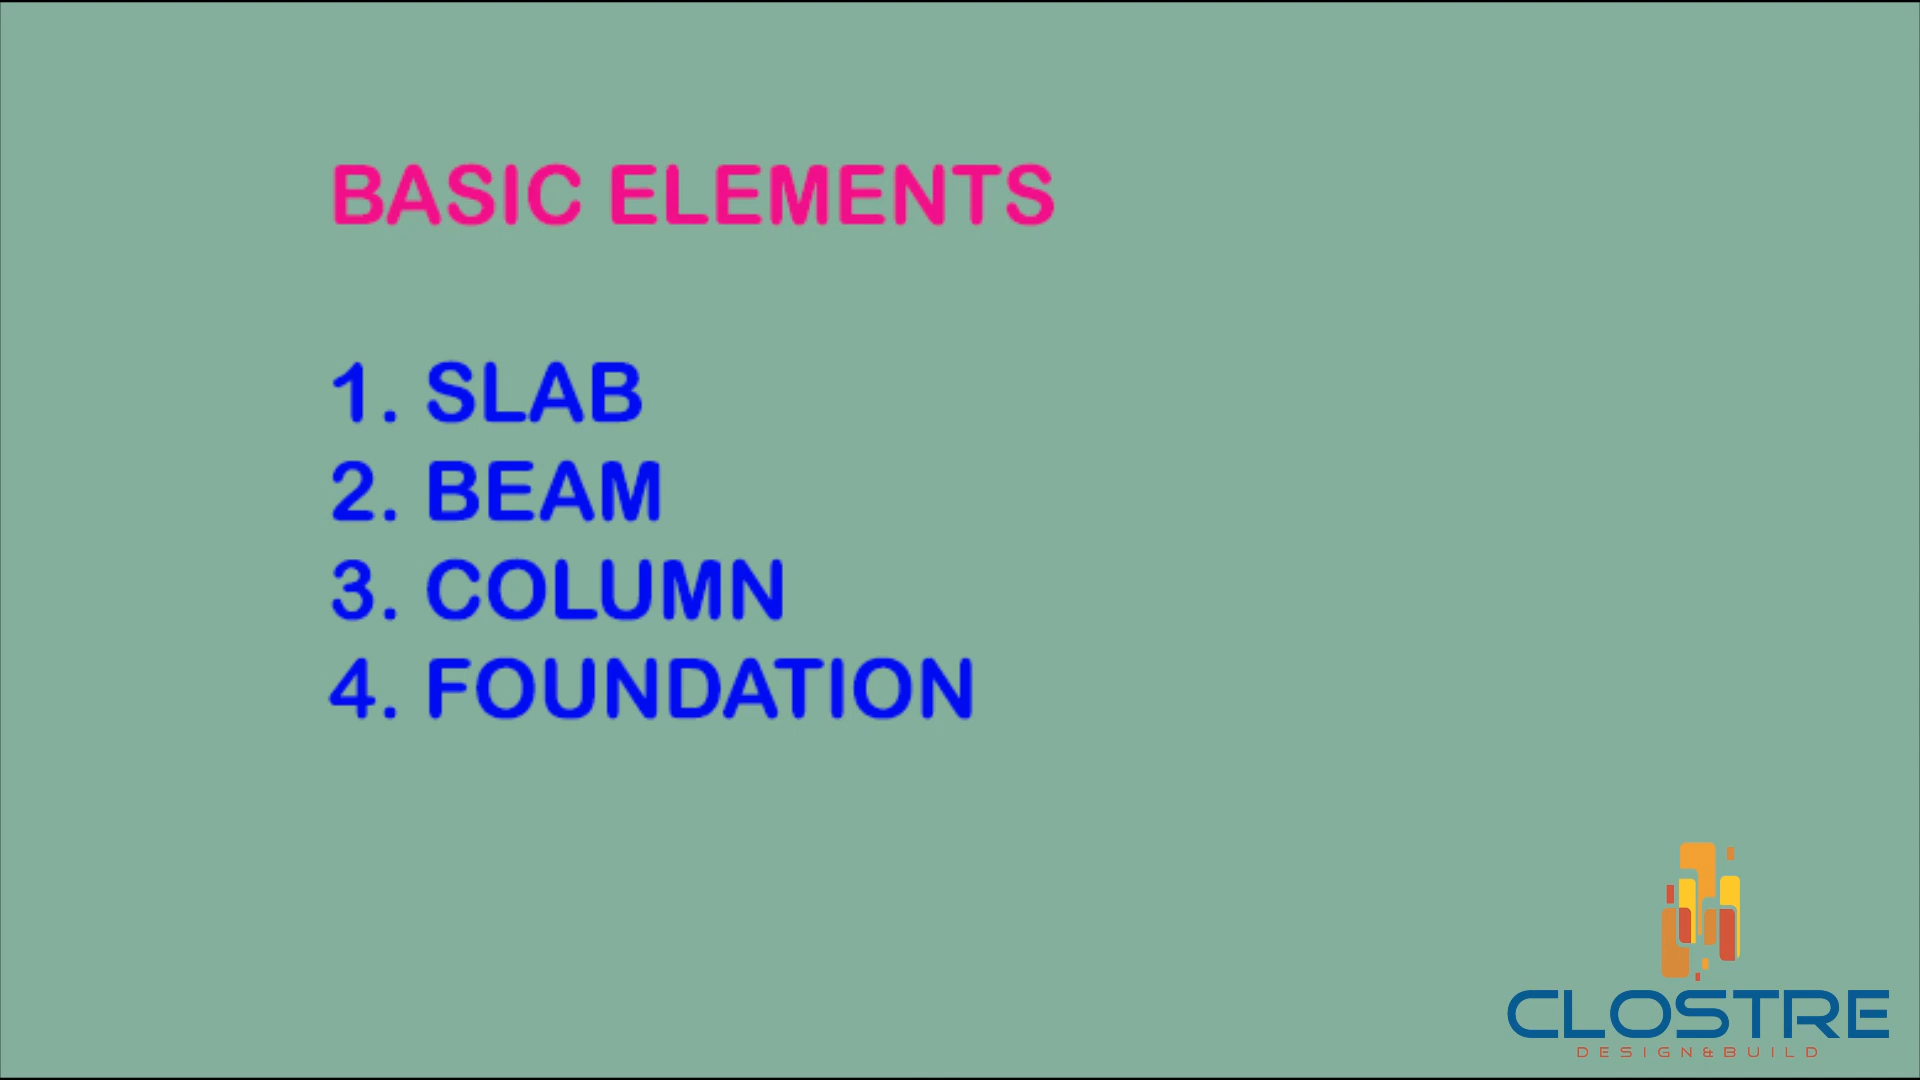 BASIC ELEMENTS
1. SLAB
2. BEAM
3. COLUMN
4. FOUNDATION
CLOSTRE
DESIGN&BUILD